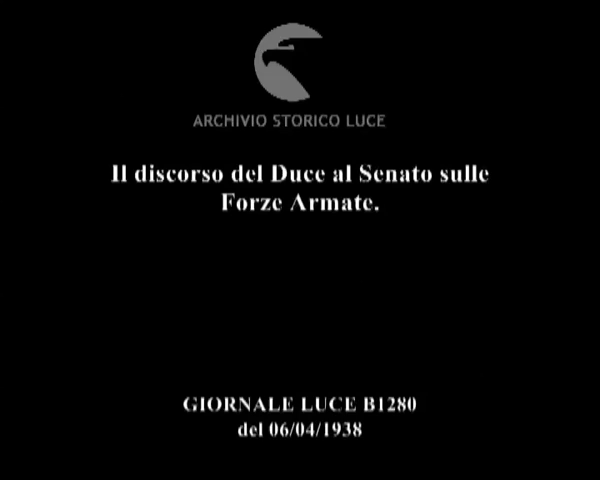 ARCHIVIO STORICO LUCE
Il discorso del Duce al Senato sulle
Forze Armate.
GIORNALE LUCE B1280
del 06/04/1938